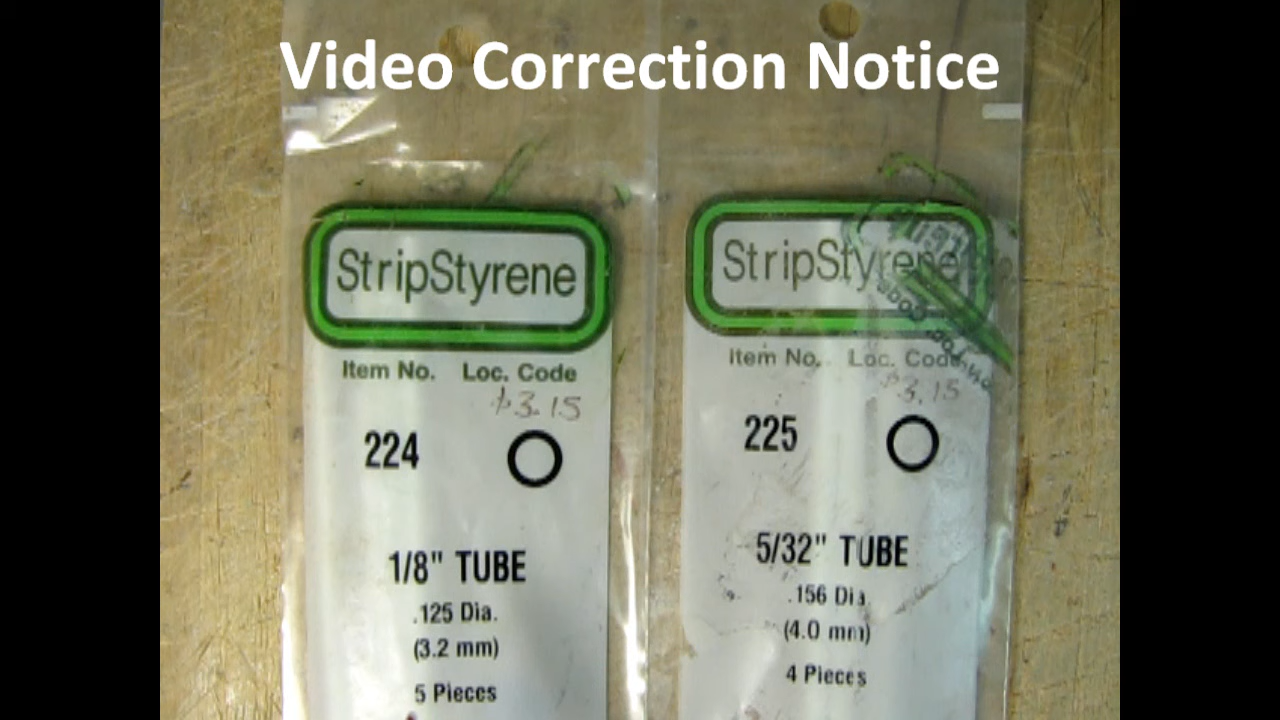 Video Correction Notice
StripStyrene
Item No. Loc. Code
$3.15
224
1/8" TUBE
.125 Dia.
(3.2 mm)
5 Pieces
StripStyrene
Item No. Loc. Code
$3.15
225
5/32" TUBE
.156 Dia.
(4.0 mm)
4 Pieces